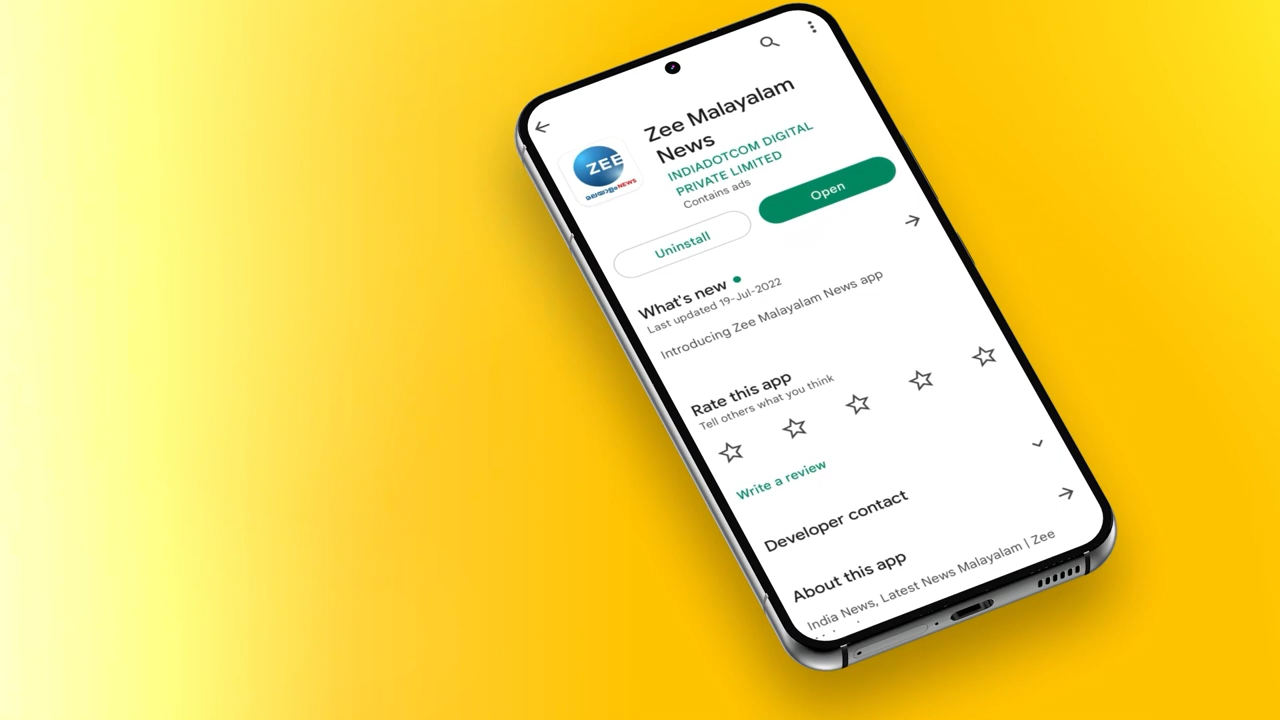 Zee Malayalam
News
INDIADOTCOM DIGITAL
PRIVATE LIMITED
Contains ads
ZEE
മലയാളം NEWS
Uninstall
Open
What's new
Last updated 19-Jul-2022
Introducing Zee Malayalam News app
Rate this app
Tell others what you think
Write a review
Developer contact
About this app
India News, Latest News Malayalam | Zee